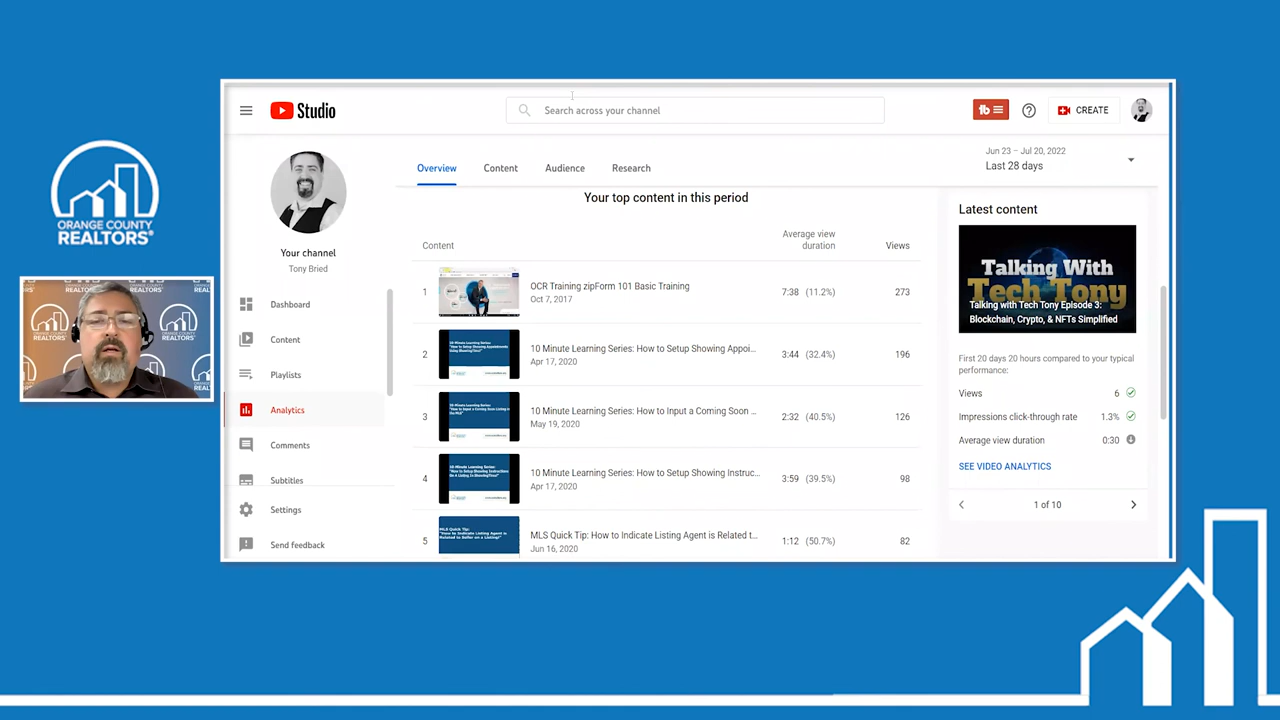 ORANGE COUNTY
REALTORS®
Studio
Search across your channel
CREATE
Your channel
Tony Bried
Dashboard
Content
Playlists
Analytics
Comments
Subtitles
Settings
Send feedback
Overview
Content
Audience
Research
Jun 23 – Jul 20, 2022
Last 28 days
Your top content in this period
Content
Average view
duration
Views
1
OCR Training zipForm 101 Basic Training
Oct 7, 2017
7:38 (11.2%)
273
2
10 Minute Learning Series: How to Setup Showing Appoi...
Apr 17, 2020
3:44 (32.4%)
196
3
10 Minute Learning Series: How to Input a Coming Soon ...
May 19, 2020
2:32 (40.5%)
126
4
10 Minute Learning Series: How to Setup Showing Instruc...
Apr 17, 2020
3:59 (39.5%)
98
5
MLS Quick Tip: How to Indicate Listing Agent is Related t...
Jun 16, 2020
1:12 (50.7%)
82
Latest content
Talking With
Tech Tony
Talking with Tech Tony Episode 3:
Blockchain, Crypto, & NFTs Simplified
First 20 days 20 hours compared to your typical
performance:
Views
6
Impressions click-through rate
1.3%
Average view duration
0:30
SEE VIDEO ANALYTICS
1 of 10